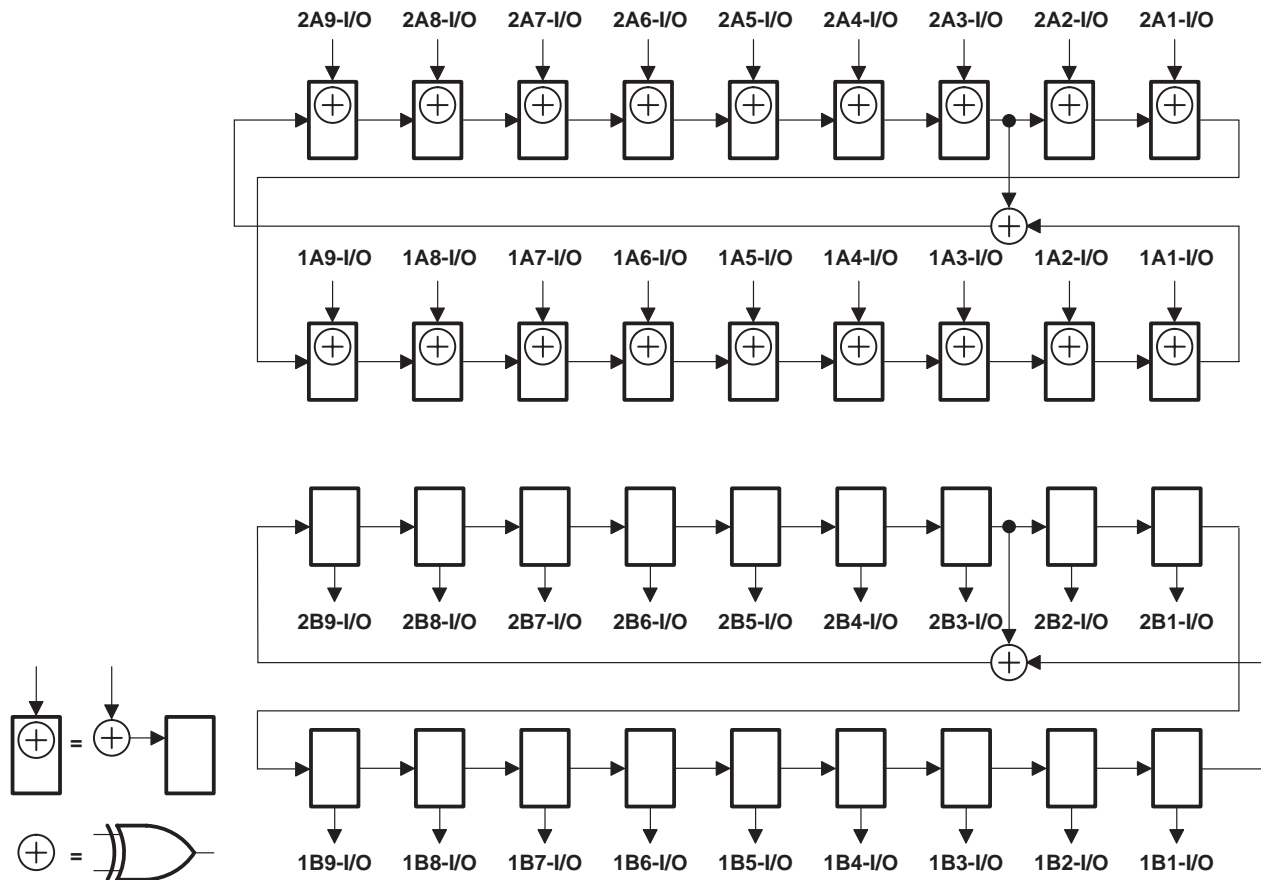 2A9-I/O 2A8-I/O 2A7-I/O 2A6-I/O 2A5-I/O 2A4-I/O 2A3-I/O 2A2-I/O 2A1-I/O
1A9-I/O 1A8-I/O 1A7-I/O 1A6-I/O 1A5-I/O 1A4-I/O 1A3-I/O 1A2-I/O 1A1-I/O
2B9-I/O 2B8-I/O 2B7-I/O 2B6-I/O 2B5-I/O 2B4-I/O 2B3-I/O 2B2-I/O 2B1-I/O
=
=
1B9-I/O 1B8-I/O 1B7-I/O 1B6-I/O 1B5-I/O 1B4-I/O 1B3-I/O 1B2-I/O 1B1-I/O